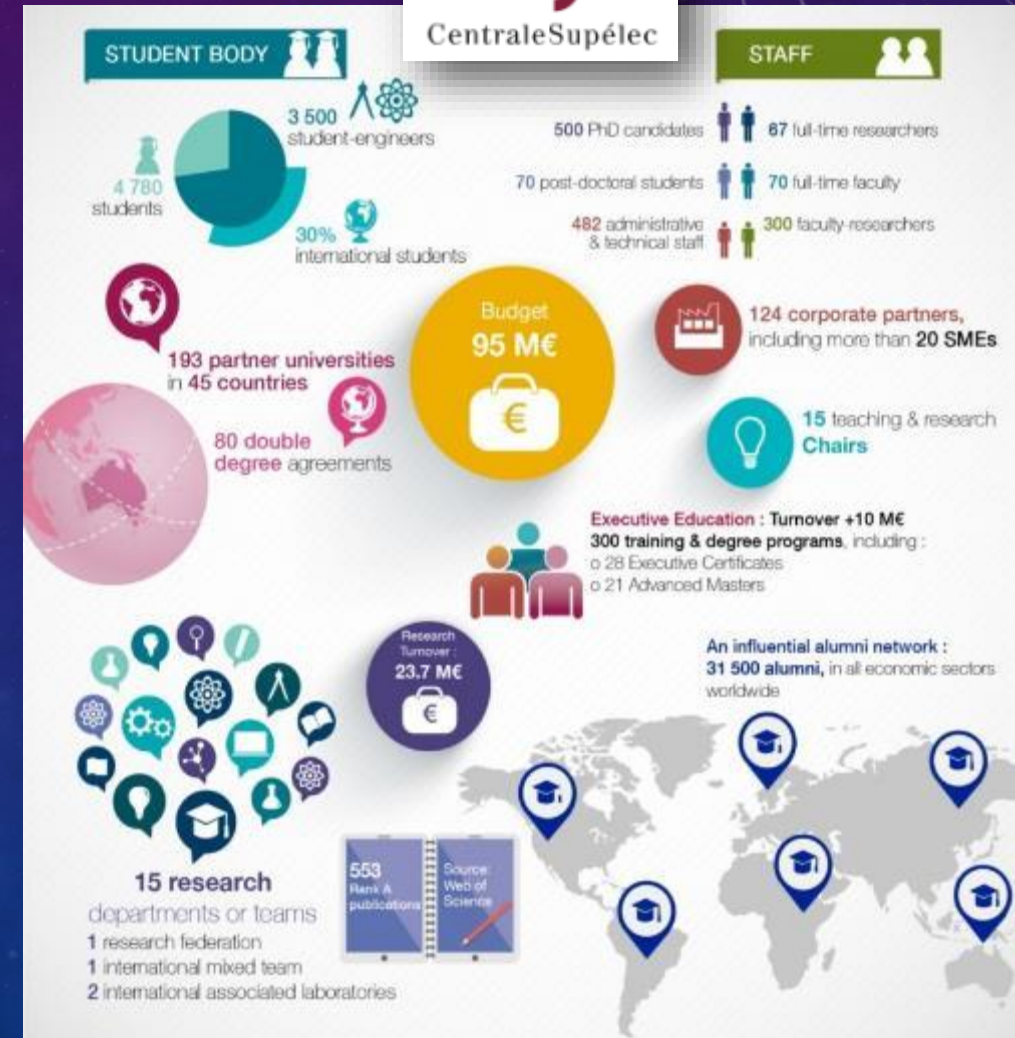 CentraleSupélec
STUDENT BODY
3 500
student-engineers
4 780
students
30%
international students
STAFF
500 PhD candidates
67 full-time researchers
70 post-doctoral students
70 full-time faculty
482 administrative
& technical staff
300 faculty-researchers
193 partner universities
in 45 countries
80 double
degree agreements
Budget
95 M€
€
124 corporate partners,
including more than 20 SMEs
15 teaching & research
Chairs
Executive Education : Turnover +10 M€
300 training & degree programs, including :
o 28 Executive Certificates
o 21 Advanced Masters
Research
Turnover :
23.7 M€
€
An influential alumni network :
31 500 alumni, in all economic sectors
worldwide
15 research
departments or teams
1 research federation
1 international mixed team
2 international associated laboratories
553
Rank A
publications
Source:
Web of
Science